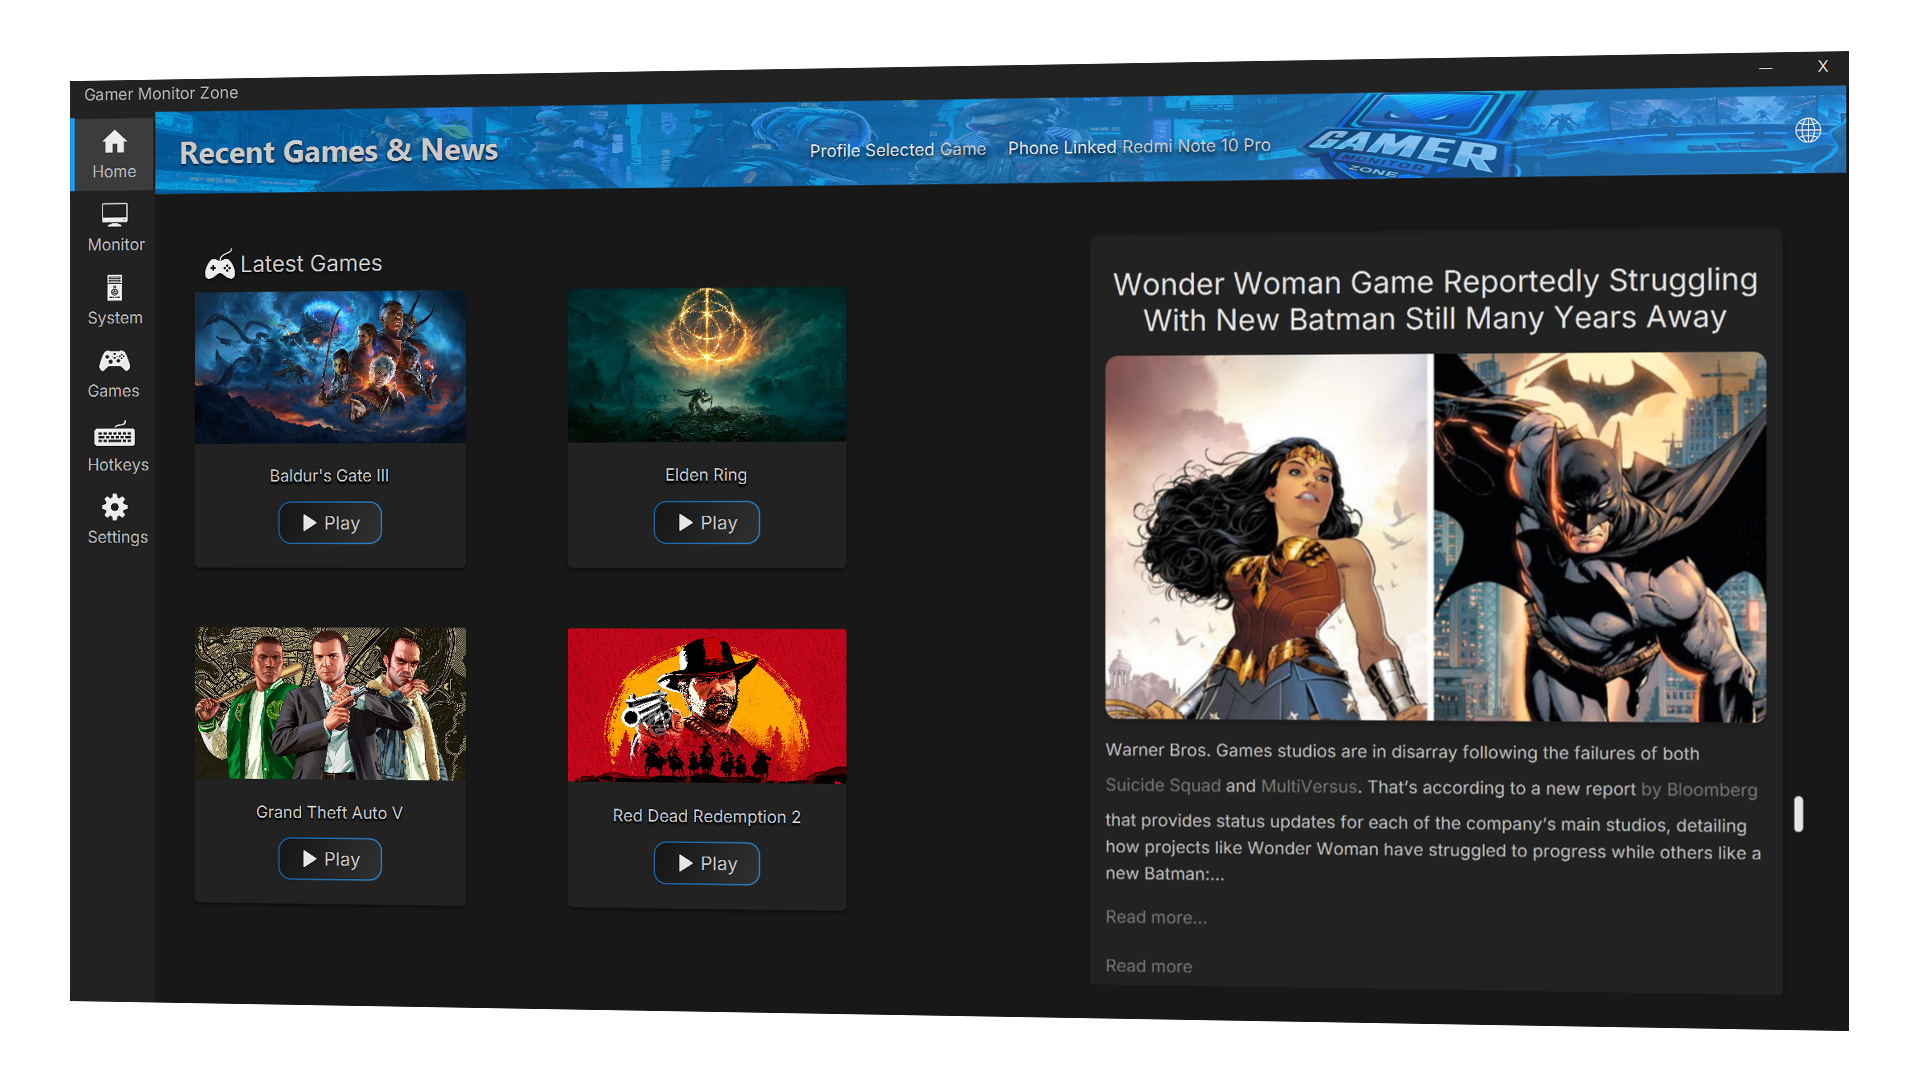 Gamer Monitor Zone
X
Home
Monitor
System
Games
Hotkeys
Settings
Recent Games & News
Profile Selected Game Phone Linked Redmi Note 10 Pro
GAMER
MONITOR
ZONE
Latest Games
Baldur's Gate III
Play
Elden Ring
Play
Grand Theft Auto V
Play
Red Dead Redemption 2
Play
Wonder Woman Game Reportedly Struggling
With New Batman Still Many Years Away
Warner Bros. Games studios are in disarray following the failures of both
Suicide Squad and MultiVersus. That’s according to a new report by Bloomberg
that provides status updates for each of the company’s main studios, detailing
how projects like Wonder Woman have struggled to progress while others like a
new Batman:...
Read more...
Read more